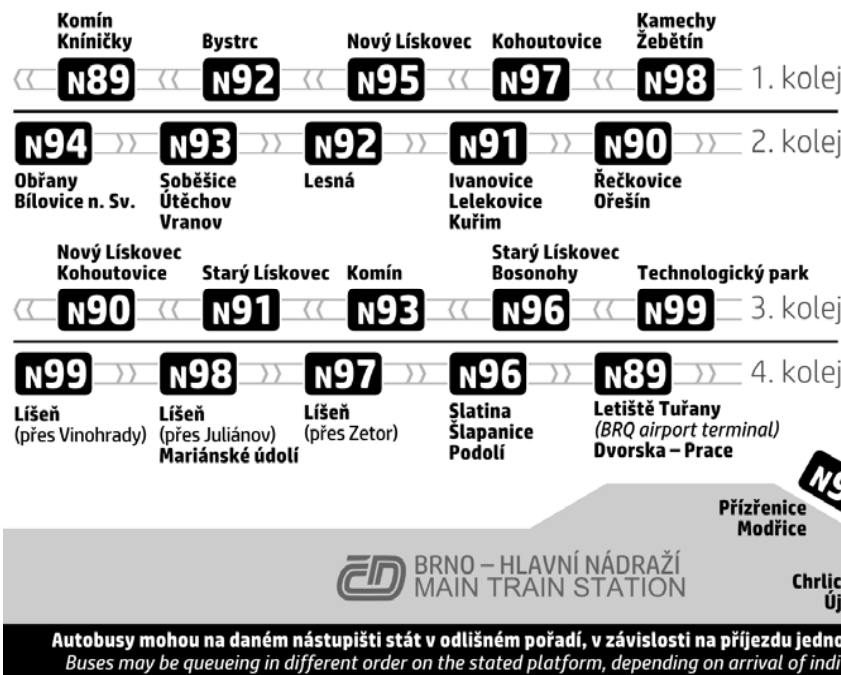 Komín
Kníničky
Bystrc
Nový Lískovec
Kohoutovice
Kamechy
Žebětín
N89
N92
N95
N97
N98
1. kolej
N94
N93
N92
N91
N90
2. kolej
Obřany
Bílovice n. Sv.
Soběšice
Útěchov
Vranov
Lesná
Ivanovice
Lelekovice
Kuřim
Řečkovice
Ořešín
Nový Lískovec
Kohoutovice
Starý Lískovec
Komín
Starý Lískovec
Bosonohy
Technologický park
N90
N91
N93
N96
N99
3. kolej
N99
N98
N97
N96
N89
4. kolej
Líšeň
(přes Vinohrady)
Líšeň
(přes Juliánov)
Mariánské údolí
Líšeň
(přes Zetor)
Slatina
Šlapanice
Podolí
Letiště Tuřany
(BRQ airport terminal)
Dvorska – Prace
Přízřenice
Modřice
ČD BRNO – HLAVNÍ NÁDRAŽÍ
MAIN TRAIN STATION
Autobusy mohou na daném nástupišti stát v odlišném pořadí, v závislosti na příjezdu
Buses may be queueing in different order on the stated platform, depending on arrival of